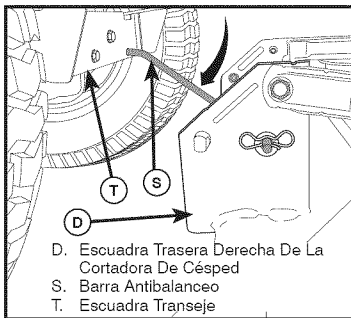 T
S
D
D. Escuadra Trasera Derecha De La
Cortadora De Césped
S. Barra Antibalanceo
T. Escuadra Transeje